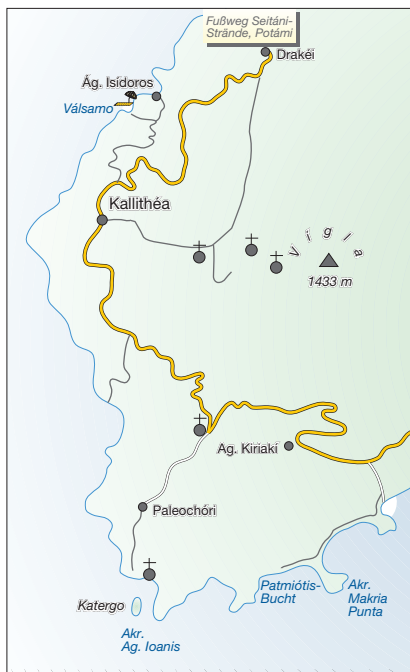 Fußweg Seitáni-
Strände, Potámi
Drakéi
Ág. Isídoros
Válsamo
Kallithéa
Vígla
1433 m
Ag. Kiriakí
Paleochóri
Katergo
Akr.
Ag. Ioanis
Patmiótis-
Bucht
Akr.
Makria
Punta